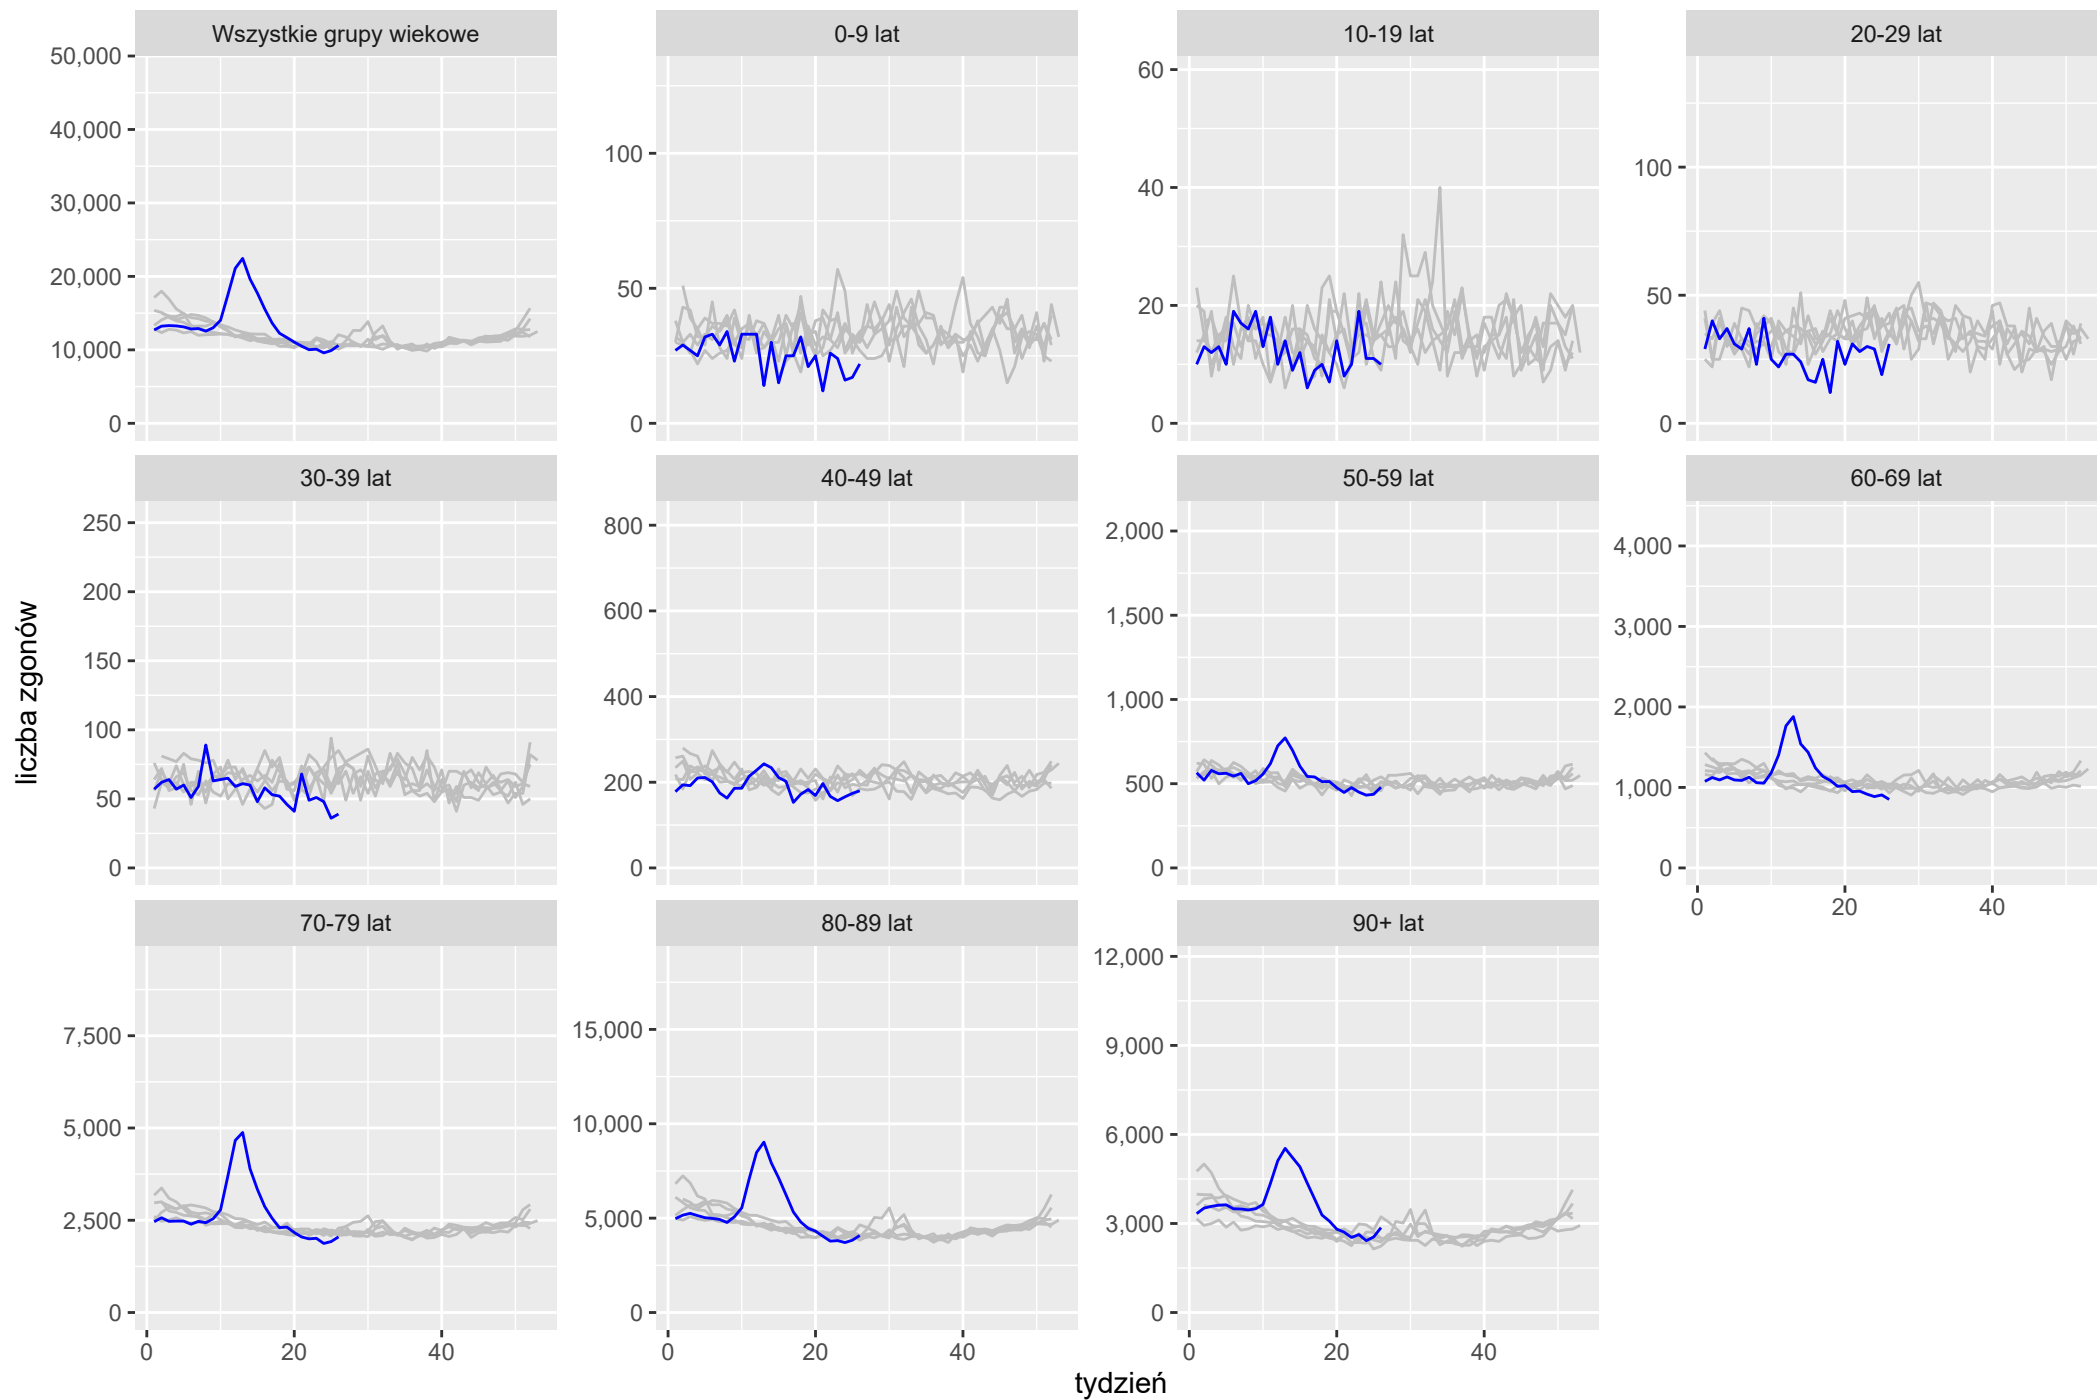 Wszystkie grupy wiekowe
0-9 lat
10-19 lat
20-29 lat
50,000
40,000
30,000
20,000
10,000
0
100
50
0
60
40
20
0
100
50
0
30-39 lat
40-49 lat
50-59 lat
60-69 lat
250
200
150
100
50
0
800
600
400
200
0
2,000
1,500
1,000
500
0
4,000
3,000
2,000
1,000
0
0 20 40
70-79 lat
80-89 lat
90+ lat
7,500
5,000
2,500
0
15,000
10,000
5,000
0
12,000
9,000
6,000
3,000
0
0 20 40
0 20 40
0 20 40
tydzień
liczba zgonów